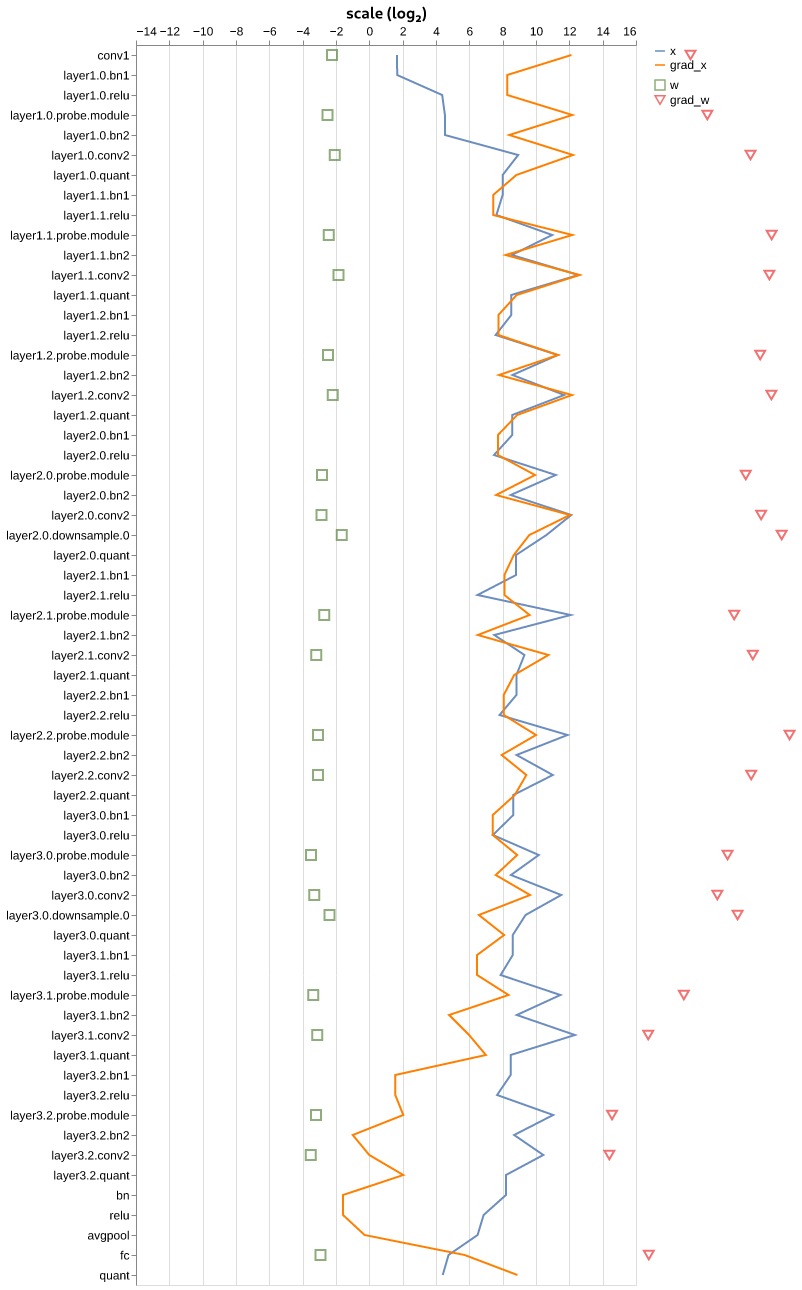 scale (log₂)
−14 −12 −10 −8 −6 −4 −2 0 2 4 6 8 10 12 14 16
x
grad_x
w
grad_w
conv1
layer1.0.bn1
layer1.0.relu
layer1.0.probe.module
layer1.0.bn2
layer1.0.conv2
layer1.0.quant
layer1.1.bn1
layer1.1.relu
layer1.1.probe.module
layer1.1.bn2
layer1.1.conv2
layer1.1.quant
layer1.2.bn1
layer1.2.relu
layer1.2.probe.module
layer1.2.bn2
layer1.2.conv2
layer1.2.quant
layer2.0.bn1
layer2.0.relu
layer2.0.probe.module
layer2.0.bn2
layer2.0.conv2
layer2.0.downsample.0
layer2.0.quant
layer2.1.bn1
layer2.1.relu
layer2.1.probe.module
layer2.1.bn2
layer2.1.conv2
layer2.1.quant
layer2.2.bn1
layer2.2.relu
layer2.2.probe.module
layer2.2.bn2
layer2.2.conv2
layer2.2.quant
layer3.0.bn1
layer3.0.relu
layer3.0.probe.module
layer3.0.bn2
layer3.0.conv2
layer3.0.downsample.0
layer3.0.quant
layer3.1.bn1
layer3.1.relu
layer3.1.probe.module
layer3.1.bn2
layer3.1.conv2
layer3.1.quant
layer3.2.bn1
layer3.2.relu
layer3.2.probe.module
layer3.2.bn2
layer3.2.conv2
layer3.2.quant
bn
relu
avgpool
fc
quant